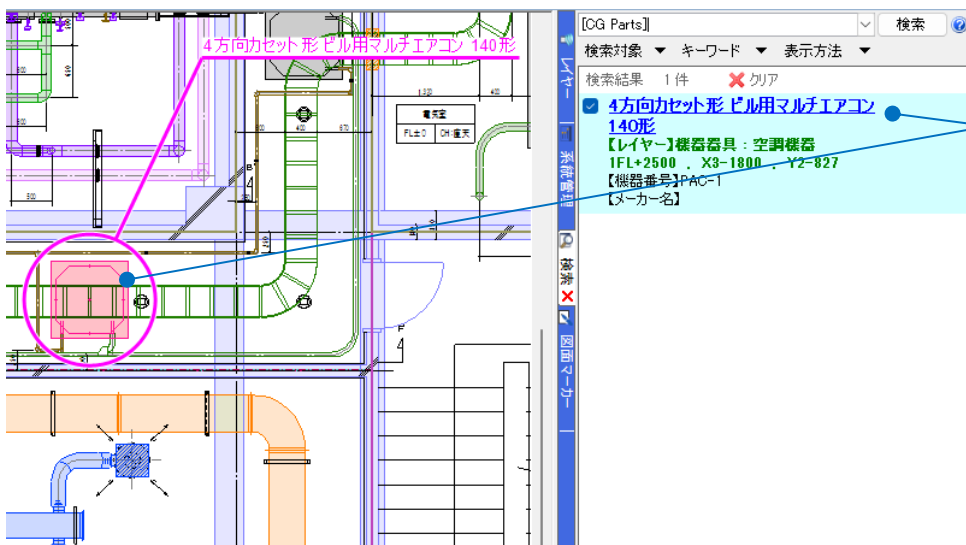 4方向カセット形 ビル用マルチエアコン 140形
1,520
400
電気室
FL±0 CH:直天
[CG Parts]]
検索
検索対象 ▼ キーワード ▼ 表示方法 ▼
検索結果 1 件 クリア
4方向カセット形 ビル用マルチエアコン
140形
【レイヤー】機器器具 : 空調機器
1FL+2500 , X3-1800 , Y2-827
【機器番号】PAC-1
【メーカー名】
レイヤー
系統管理
検索
図面マーカー